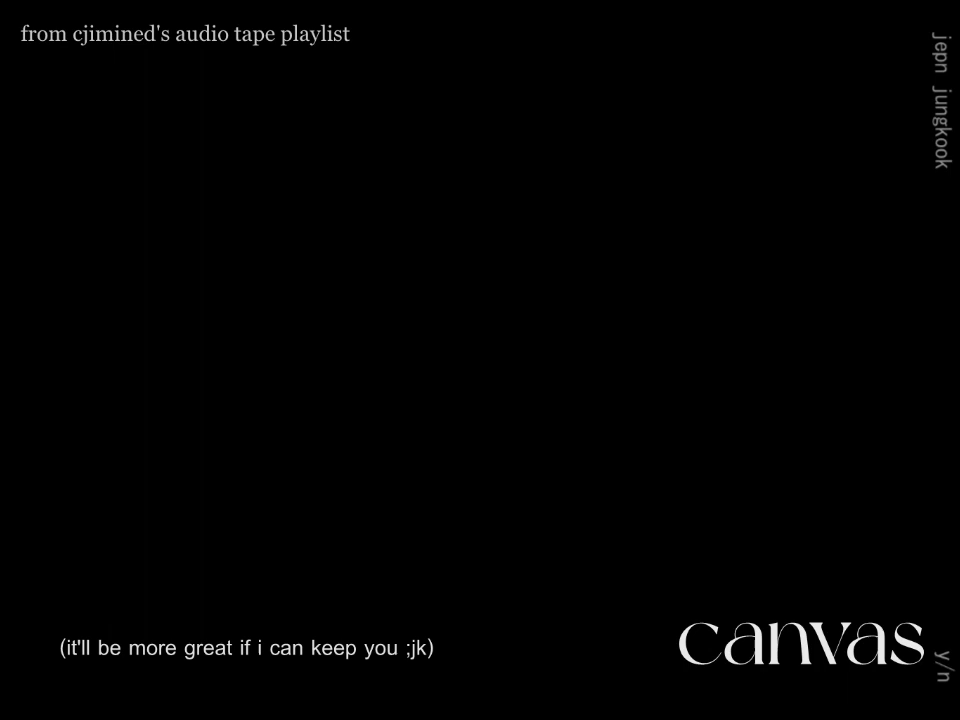 from cjimined's audio tape playlist
jepn jungkook
(it'll be more great if i can keep you ;jk)
canvas
y/n